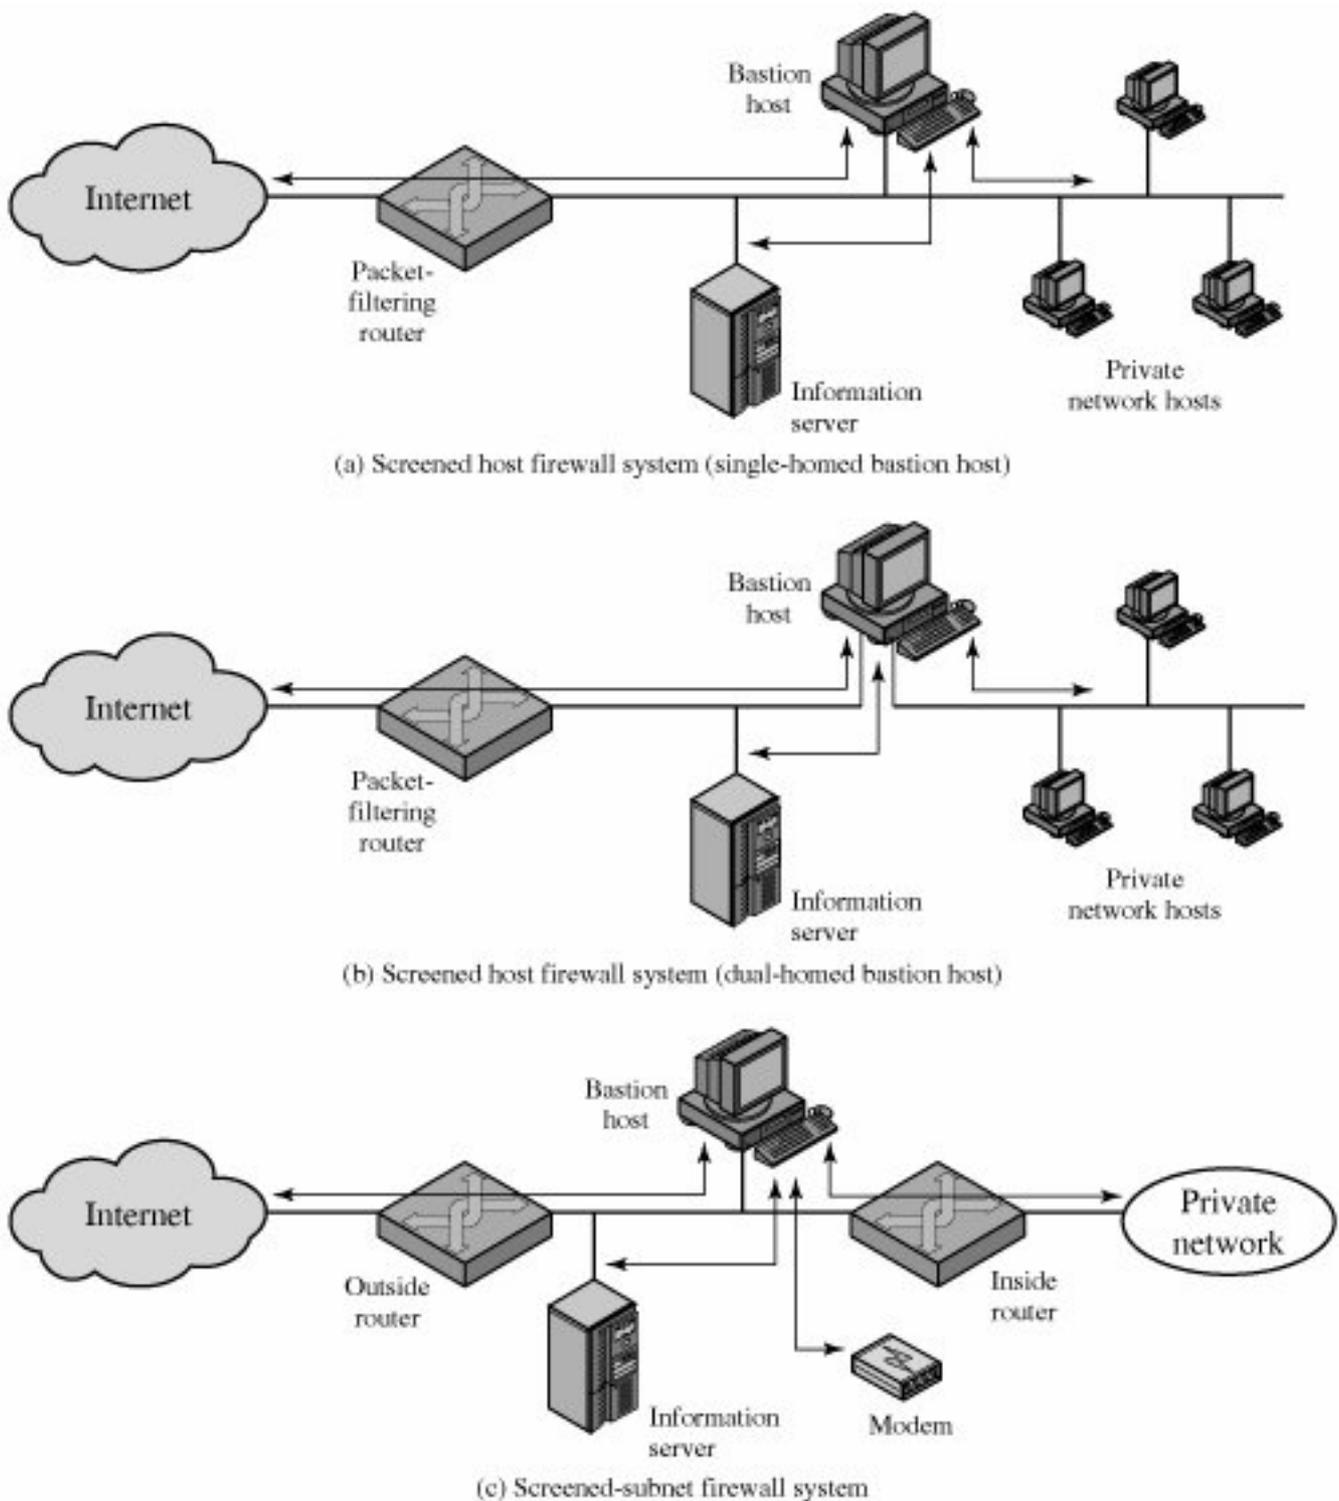 Bastion
host
Internet
Packet-
filtering
router
Information
server
Private
network hosts
(a) Screened host firewall system (single-homed bastion host)
Bastion
host
Internet
Packet-
filtering
router
Information
server
Private
network hosts
(b) Screened host firewall system (dual-homed bastion host)
Bastion
host
Internet
Private
network
Outside
router
Inside
router
Information
server
Modem
(c) Screened-subnet firewall system